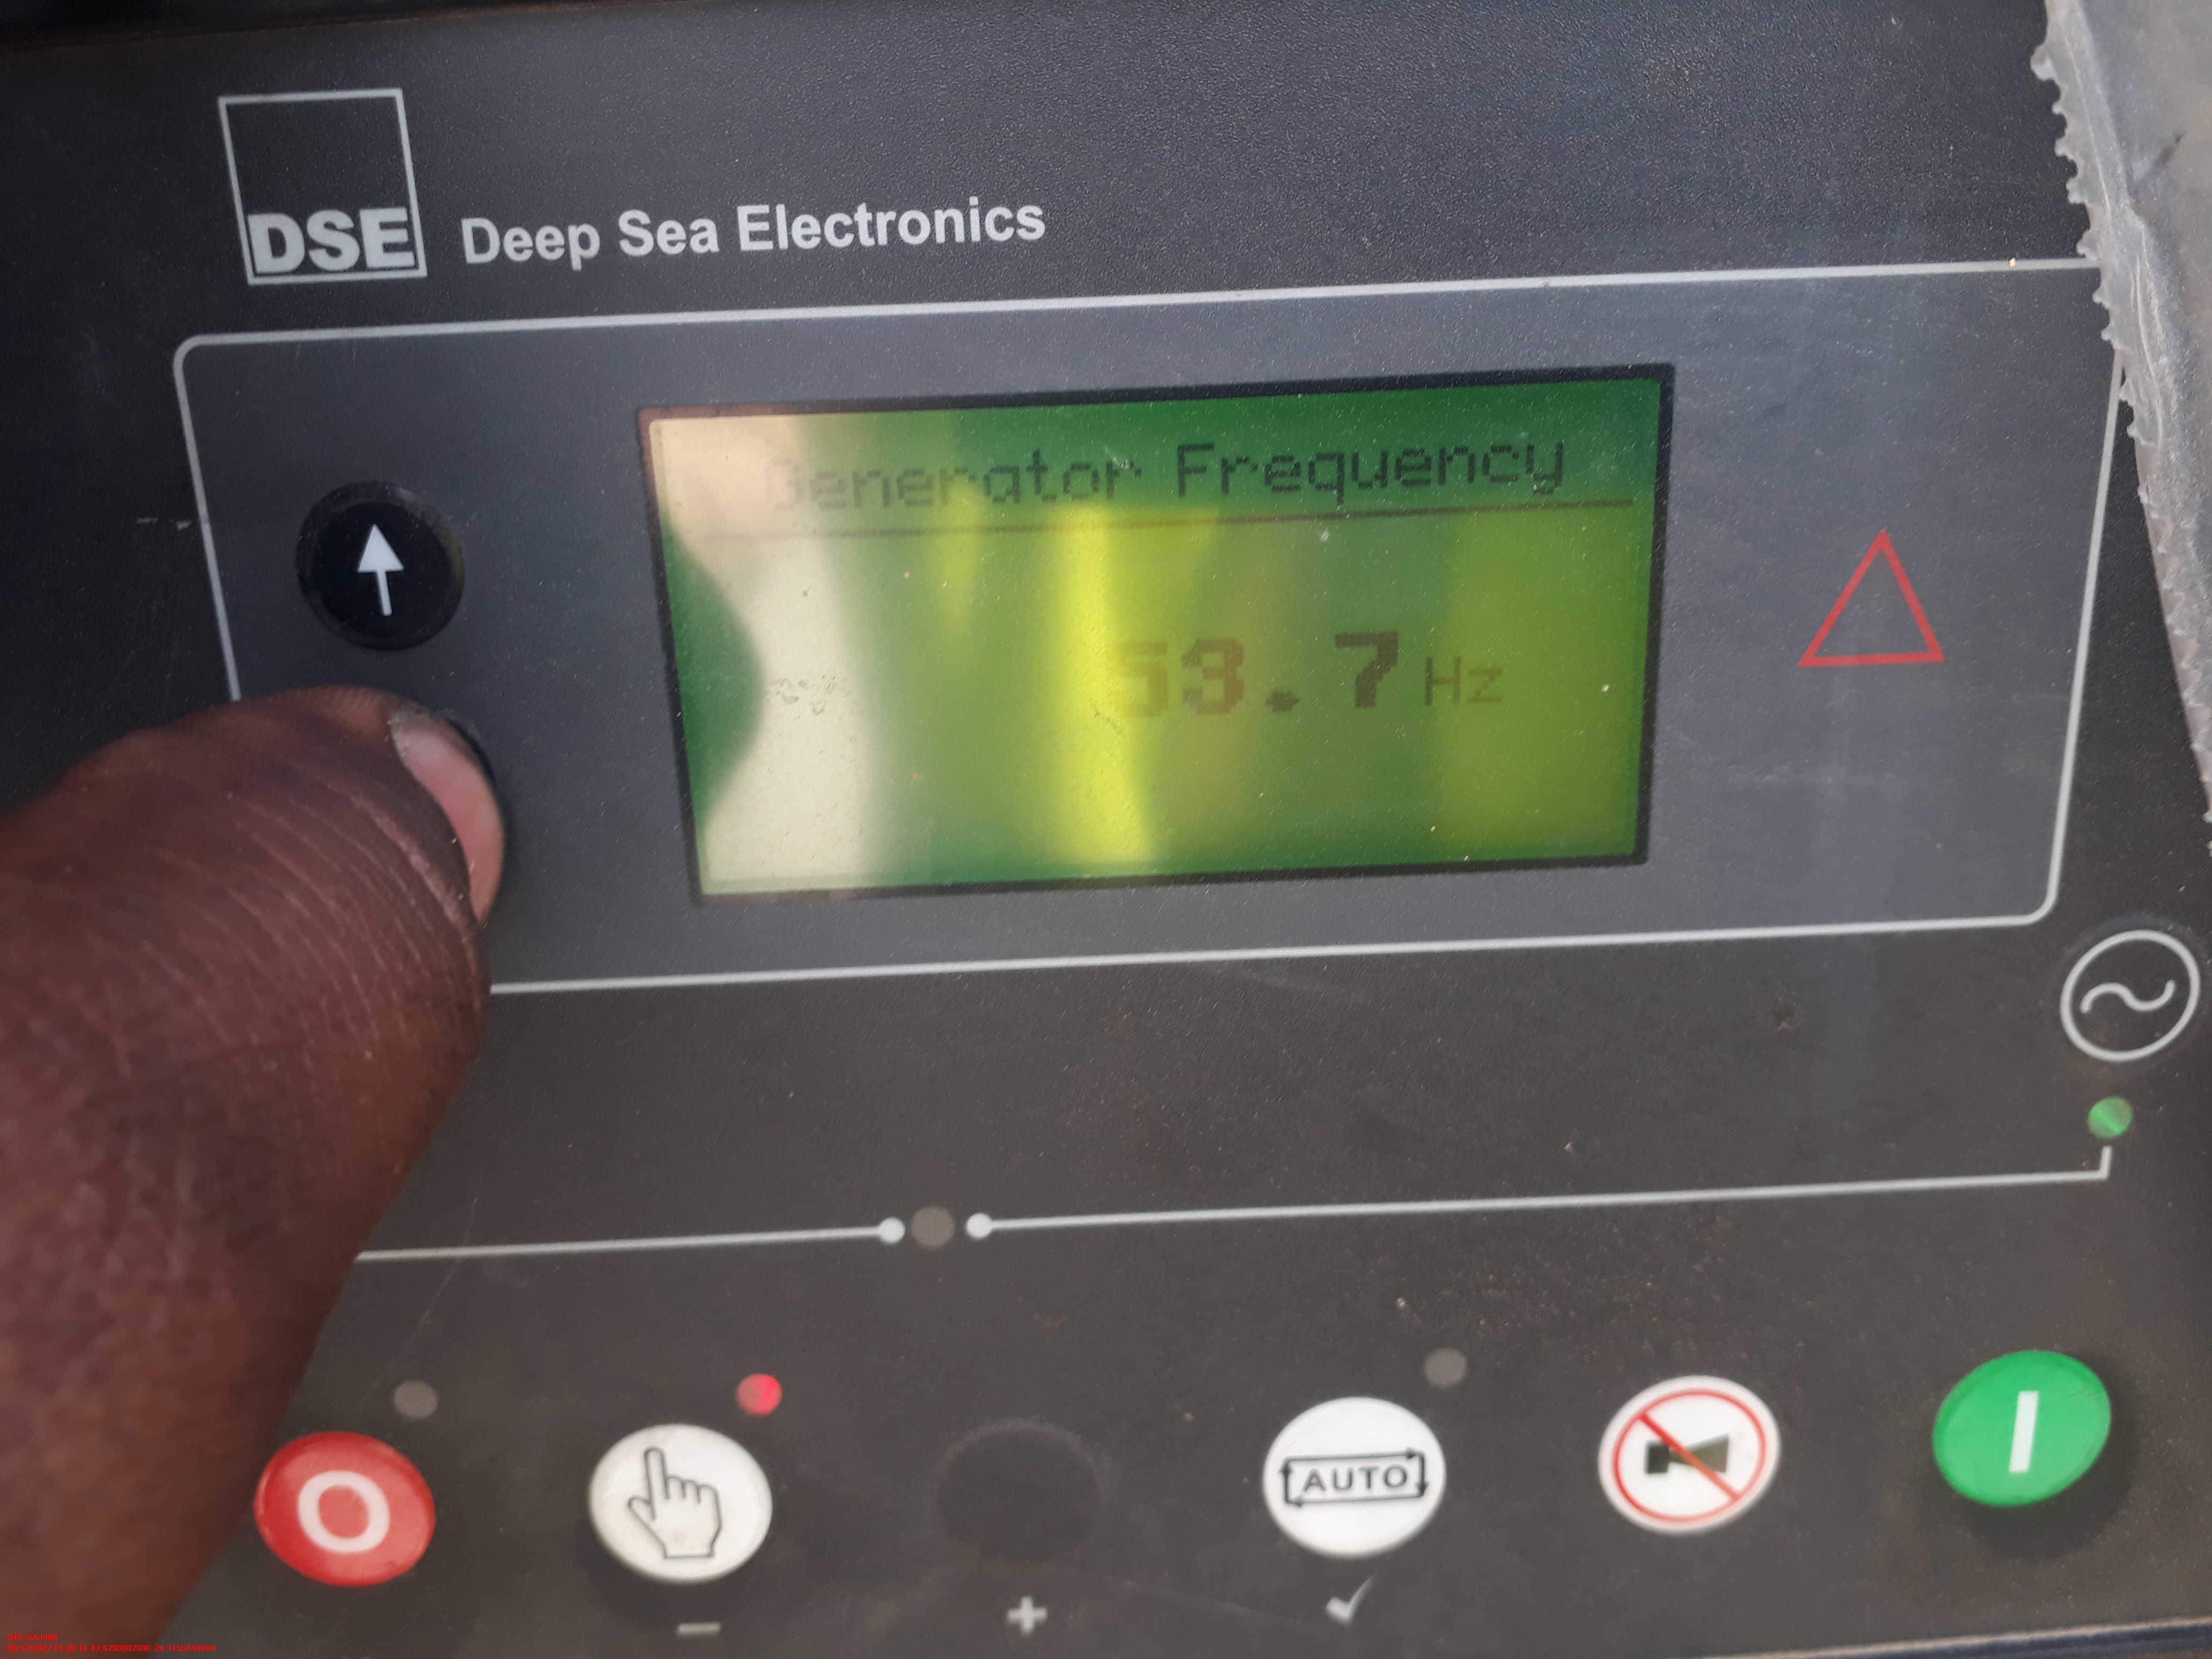 DSE Deep Sea Electronics
Generator Frequency
53.7 Hz
O
AUTO
I
- + ✓